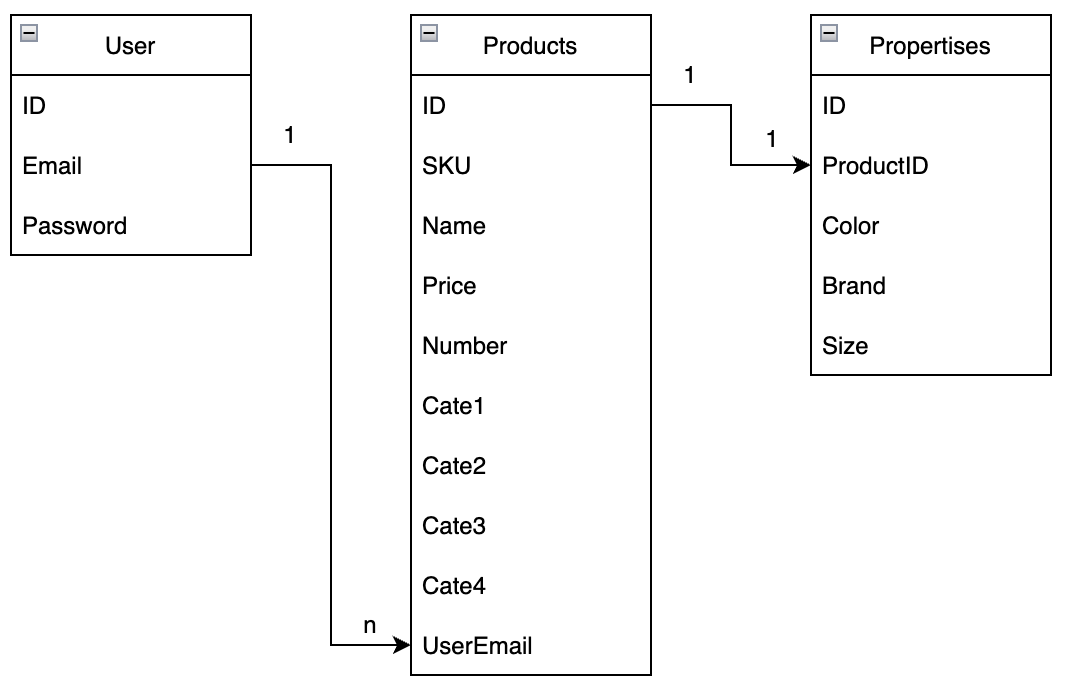 User
ID
Email
Password
1
n
Products
ID
SKU
Name
Price
Number
Cate1
Cate2
Cate3
Cate4
UserEmail
1
1
Propertises
ID
ProductID
Color
Brand
Size